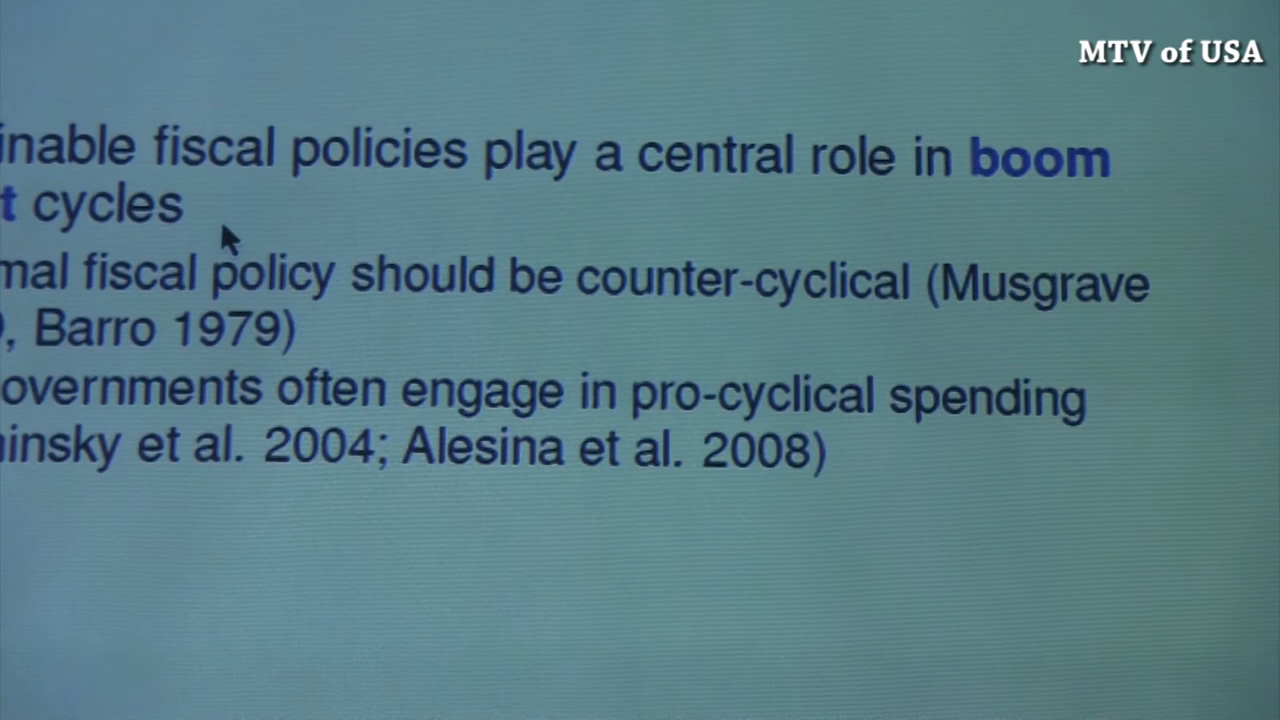 MTV of USA
inable fiscal policies play a central role in boom
t cycles
mal fiscal policy should be counter-cyclical (Musgrave
, Barro 1979)
overnments often engage in pro-cyclical spending
insky et al. 2004; Alesina et al. 2008)